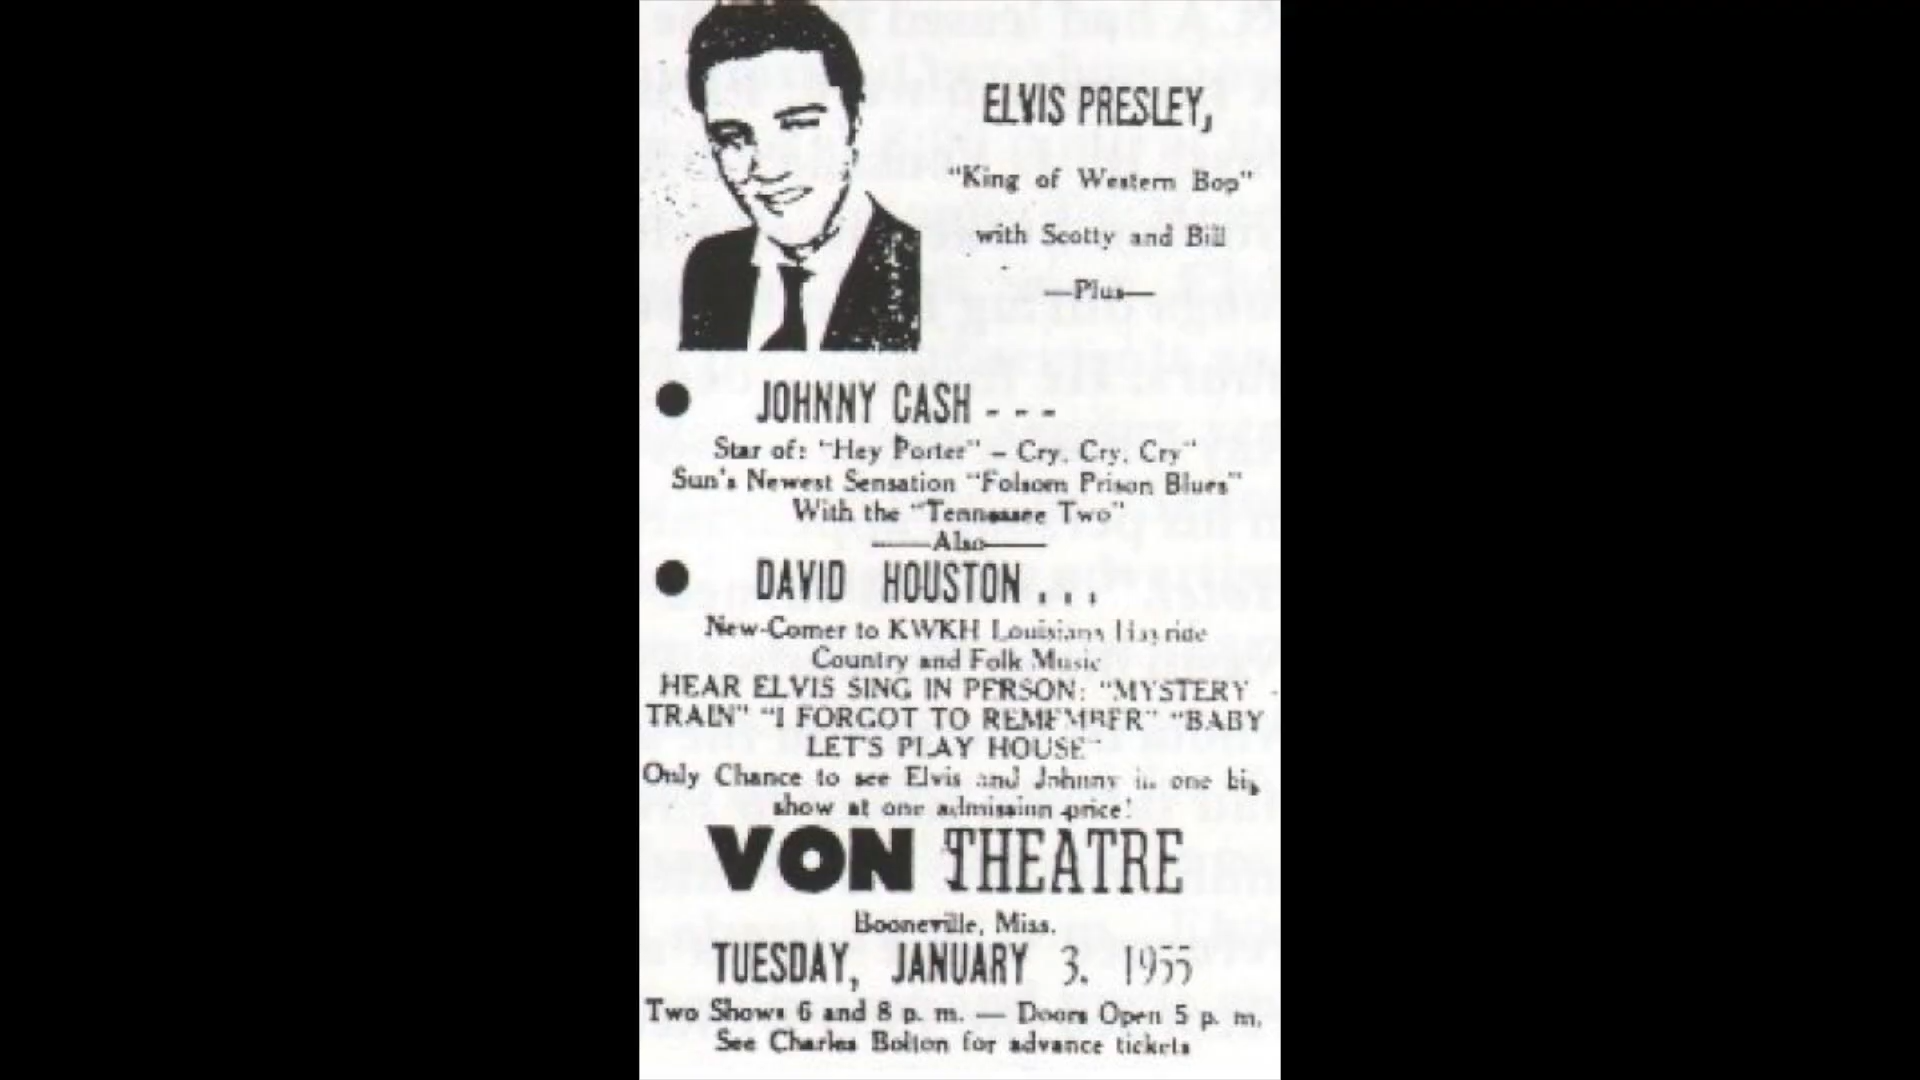 ELVIS PRESLEY,
"King of Western Bop"
with Scotty and Bill
—Plus—
● JOHNNY CASH - - -
Star of: "Hey Porter" – Cry, Cry, Cry"
Sun's Newest Sensation "Folsom Prison Blues"
With the "Tennessee Two"
——Also——
● DAVID HOUSTON . . .
New-Comer to KWKH Louisiana Hayride
Country and Folk Music
HEAR ELVIS SING IN PERSON: "MYSTERY -
TRAIN" "I FORGOT TO REMEMBER" "BABY
LET'S PLAY HOUSE"
Only Chance to see Elvis and Johnny in one big
show at one admission price!
VON THEATRE
Booneville, Miss.
TUESDAY, JANUARY 3, 1955
Two Shows 6 and 8 p. m. — Doors Open 5 p. m.
See Charles Bolton for advance tickets